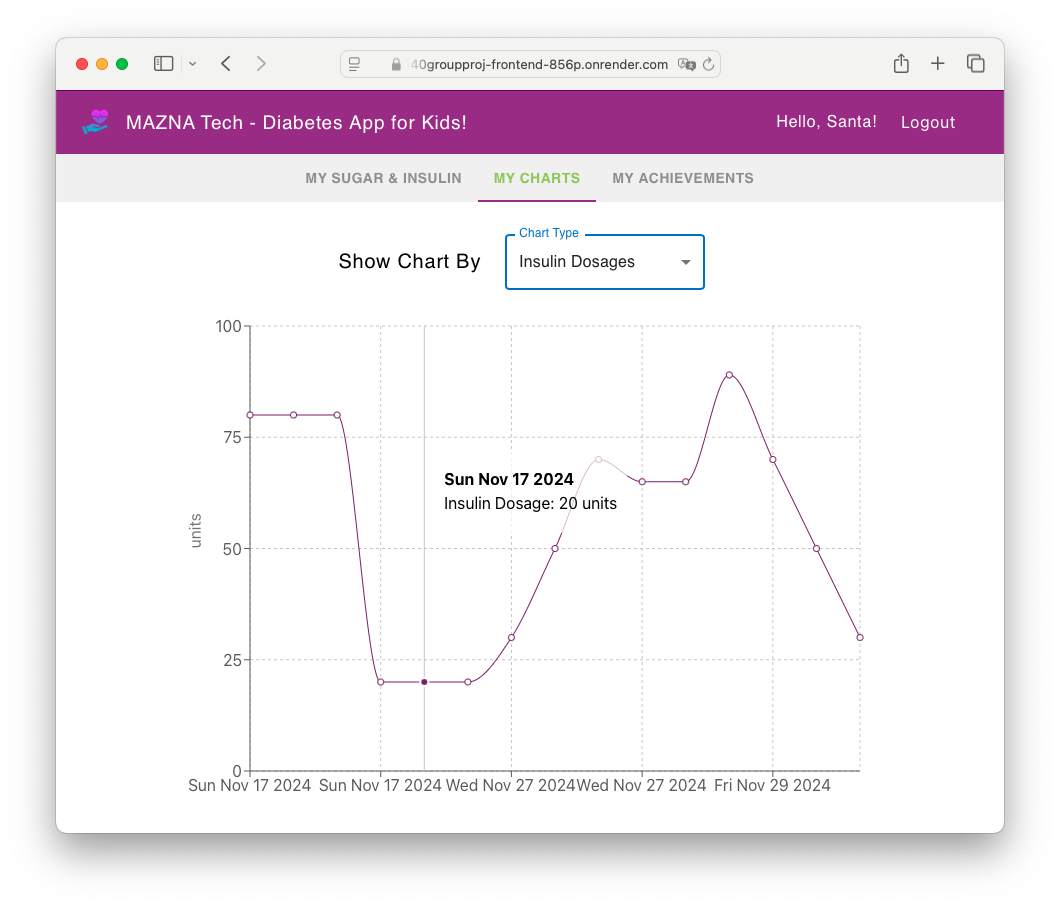 40groupproj-frontend-856p.onrender.com
MAZNA Tech - Diabetes App for Kids!
Hello, Santa!
Logout
MY SUGAR & INSULIN
MY CHARTS
MY ACHIEVEMENTS
Chart Type
Show Chart By
Insulin Dosages
100
75
Sun Nov 17 2024
Insulin Dosage: 20 units
units
50
25
0
Sun Nov 17 2024
Sun Nov 17 2024
Wed Nov 27 2024
Wed Nov 27 2024
Fri Nov 29 2024